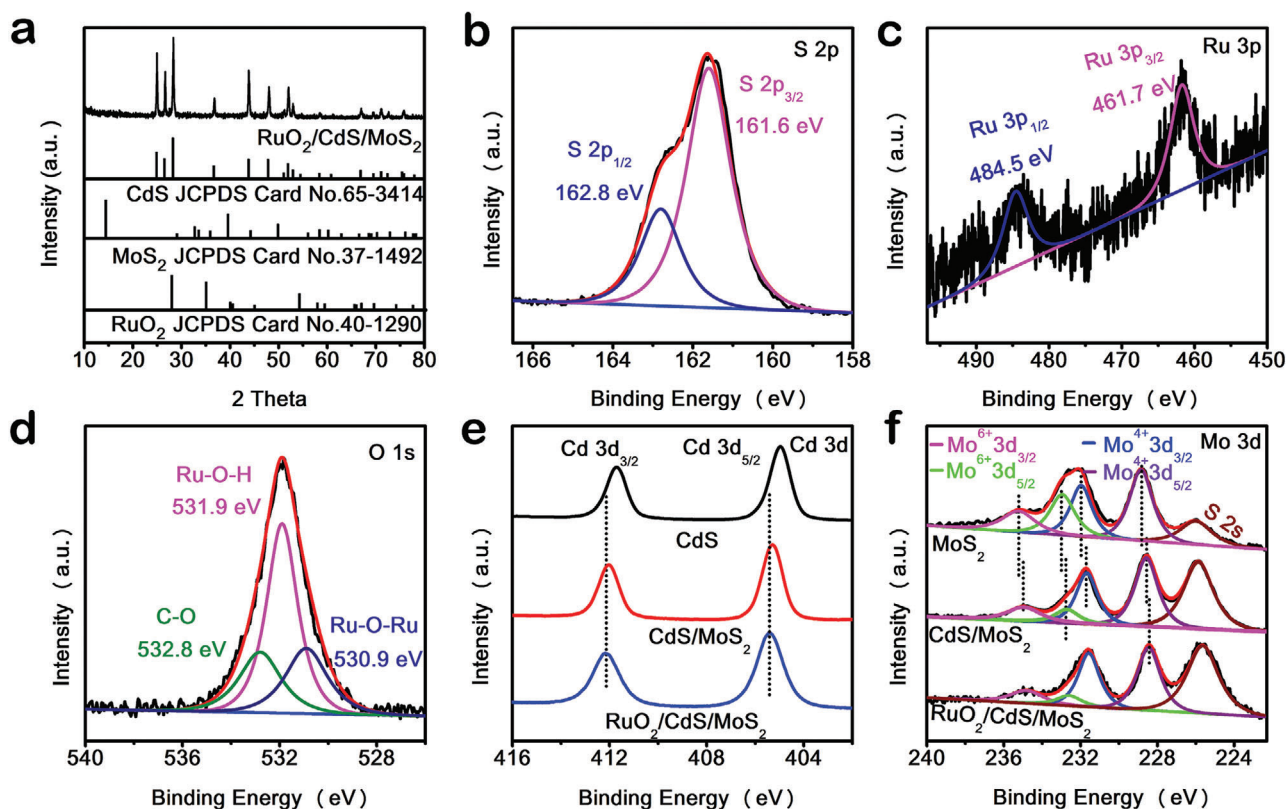 a
Intensity (a.u.)
RuO2/CdS/MoS2
CdS JCPDS Card No.65-3414
MoS2 JCPDS Card No.37-1492
RuO2 JCPDS Card No.40-1290
10 20 30 40 50 60 70 80
2 Theta
b
S 2p
S 2p3/2
161.6 eV
S 2p1/2
162.8 eV
Intensity ( a.u.)
166 164 162 160 158
Binding Energy ( eV)
c
Ru 3p
Ru 3p3/2
461.7 eV
Ru 3p1/2
484.5 eV
Intensity ( a.u.)
490 480 470 460 450
Binding Energy ( eV)
d
O 1s
Ru-O-H
531.9 eV
C-O
532.8 eV
Ru-O-Ru
530.9 eV
Intensity ( a.u.)
540 536 532 528
Binding Energy ( eV)
e
Cd 3d3/2 Cd 3d5/2 Cd 3d
CdS
CdS/MoS2
RuO2/CdS/MoS2
Intensity ( a.u.)
416 412 408 404
Binding Energy ( eV)
f
Mo6+3d3/2 Mo4+3d3/2 Mo 3d
Mo6+3d5/2 Mo4+3d5/2
S 2s
MoS2
CdS/MoS2
RuO2/CdS/MoS2
Intensity ( a.u.)
240 236 232 228 224
Binding Energy ( eV)